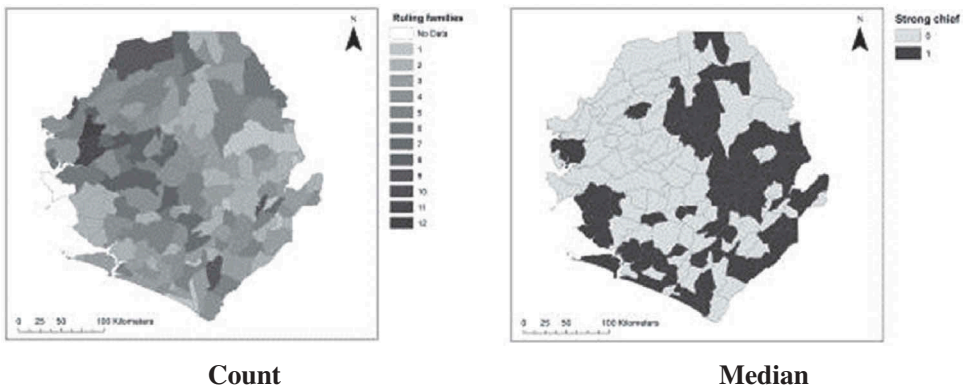 Ruling families
No Data
1
2
3
4
5
6
7
8
9
10
11
12
N
0 25 50 100 Kilometers
Count
Strong chief
0
1
N
0 25 50 100 Kilometers
Median